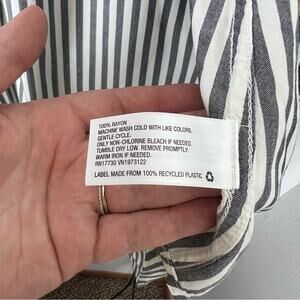 100% RAYON
MACHINE WASH COLD WITH LIKE COLORS.
GENTLE CYCLE.
ONLY NON-CHLORINE BLEACH IF NEEDED.
TUMBLE DRY LOW. REMOVE PROMPTLY.
WARM IRON IF NEEDED.
RN17730 VN1973122
LABEL MADE FROM 100% RECYCLED PLASTIC